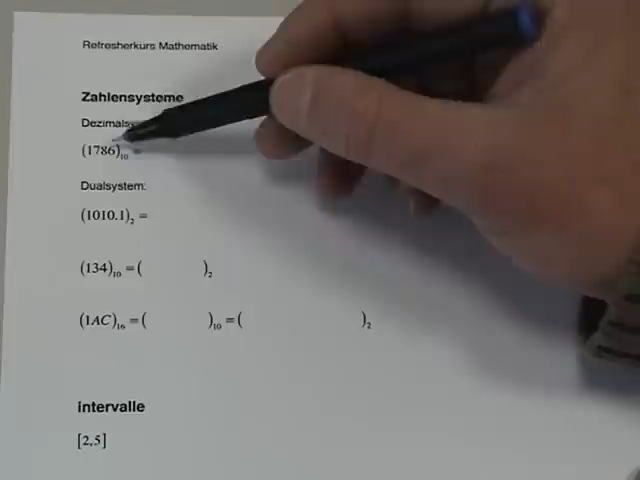 Refresherkurs Mathematik
Zahlensysteme
(1786)₁₀ =
Dualsystem:
(1010.1)₂ =
(134)₁₀ = ( )₂
(1AC)₁₆ = ( )₁₀ = ( )₂
Intervalle
[2,5]